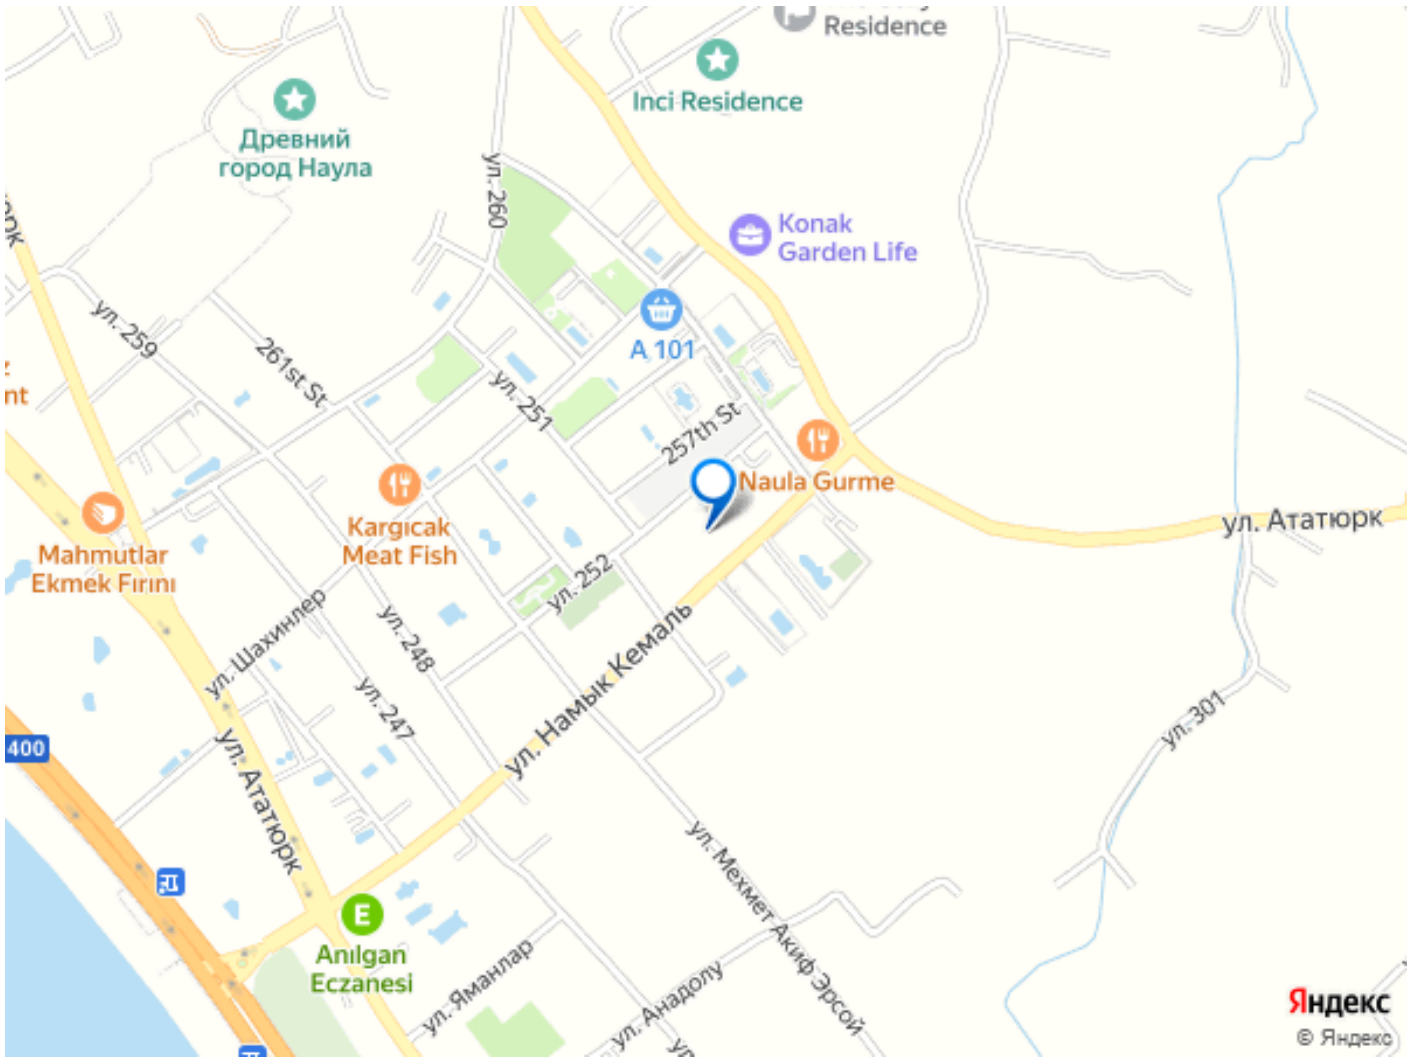 Residence
Inci Residence
Древний
город Наула
ул. 260
Konak
Garden Life
ул. 259
261st St
A 101
ул. 251
257th St
nt
Naula Gurme
Kargıcak
Meat Fish
Mahmutlar
Ekmek Fırını
ул. Ататюрк
ул. 252
ул. Шахинлер
ул. 248
ул. Намык Кемаль
ул. 247
ул. 301
400
ул. Ататюрк
ул. Мехмет Акиф Эрсой
E
Anılgan
Eczanesi
ул. Яманлар
ул. Анадолу
Яндекс
© Яндекс